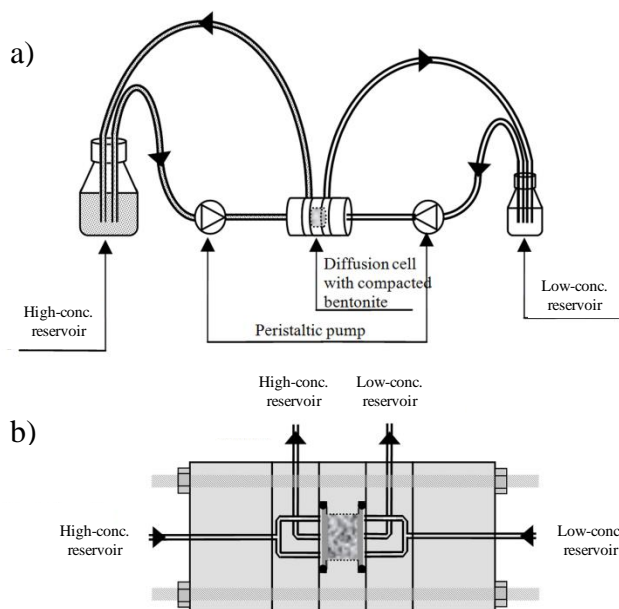 a)
Diffusion cell
with compacted
bentonite
High-conc.
reservoir
Low-conc.
reservoir
Peristaltic pump
High-conc.
reservoir
Low-conc.
reservoir
b)
High-conc.
reservoir
Low-conc.
reservoir